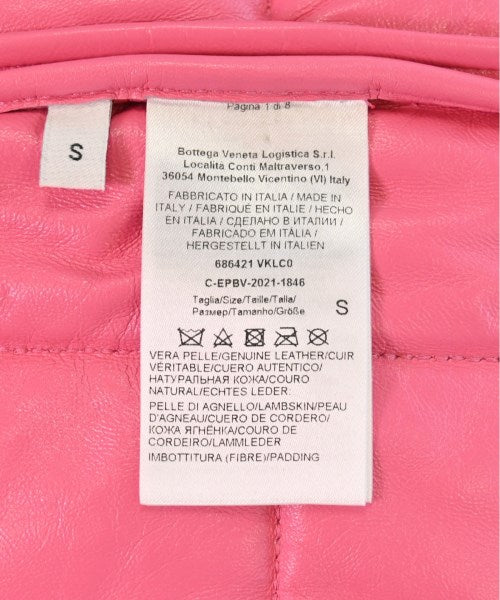 Pagina 1 di 8
S
Bottega Veneta Logistica S.r.l.
Località Conti Maltraverso,1
36054 Montebello Vicentino (VI) Italy
FABBRICATO IN ITALIA / MADE IN
ITALY / FABRIQUÉ EN ITALIE / HECHO
EN ITALIA / СДЕЛАНО В ИТАЛИИ /
FABRICADO EM ITÁLIA /
HERGESTELLT IN ITALIEN
686421 VKLC0
C-EPBV-2021-1846
Taglia/Size/Taille/Talla/
Размер/Tamanho/Größe S
VERA PELLE/GENUINE LEATHER/CUIR
VÉRITABLE/CUERO AUTENTICO/
НАТУРАЛЬНАЯ КОЖА/COURO
NATURAL/ECHTES LEDER:
PELLE DI AGNELLO/LAMBSKIN/PEAU
D'AGNEAU/CUERO DE CORDERO/
КОЖА ЯГНЁНКА/COURO DE
CORDEIRO/LAMMLEDER
IMBOTTITURA (FIBRE)/PADDING